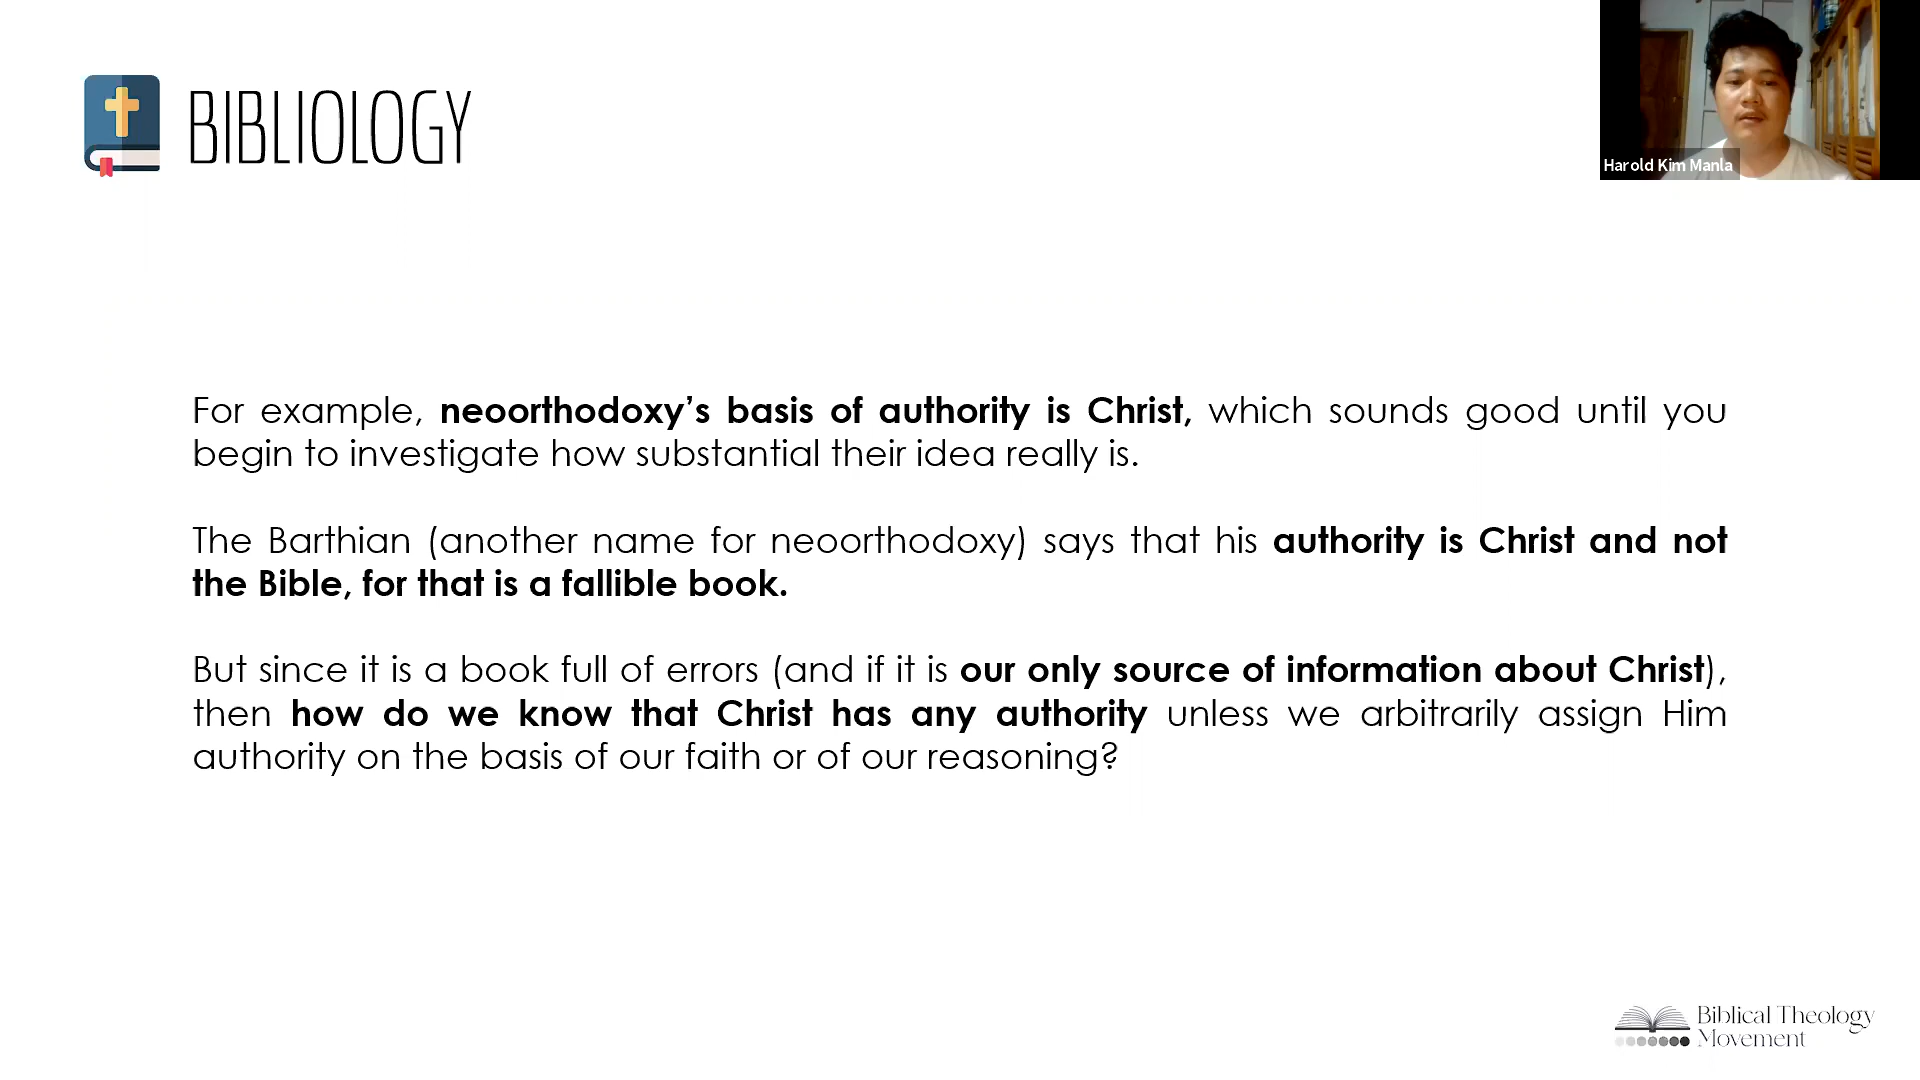 BIBLIOLOGY
Harold Kim Manla
For example, neoorthodoxy’s basis of authority is Christ, which sounds good until you
begin to investigate how substantial their idea really is.
The Barthian (another name for neoorthodoxy) says that his authority is Christ and not
the Bible, for that is a fallible book.
But since it is a book full of errors (and if it is our only source of information about Christ),
then how do we know that Christ has any authority unless we arbitrarily assign Him
authority on the basis of our faith or of our reasoning?
Biblical Theology
Movement